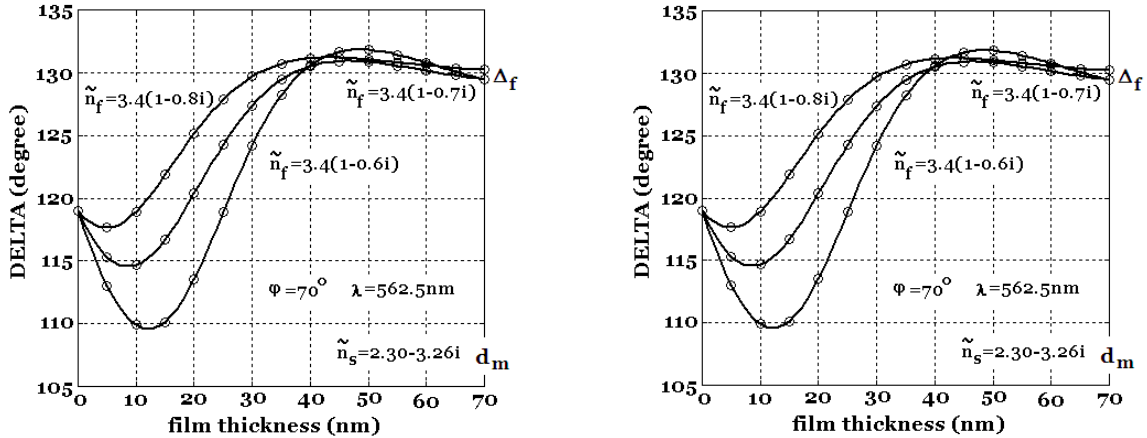 135
130
125
120
115
110
105
DELTA (degree)
ñf=3.4(1-0.8i)
ñf=3.4(1-0.7i)
Δf
ñf=3.4(1-0.6i)
φ=70° λ=562.5nm
ñs=2.30-3.26i
dm
0 10 20 30 40 50 60 70
film thickness (nm)
135
130
125
120
115
110
105
DELTA (degree)
ñf=3.4(1-0.8i)
ñf=3.4(1-0.7i)
Δf
ñf=3.4(1-0.6i)
φ=70° λ=562.5nm
ñs=2.30-3.26i
dm
0 10 20 30 40 50 60 70
film thickness (nm)